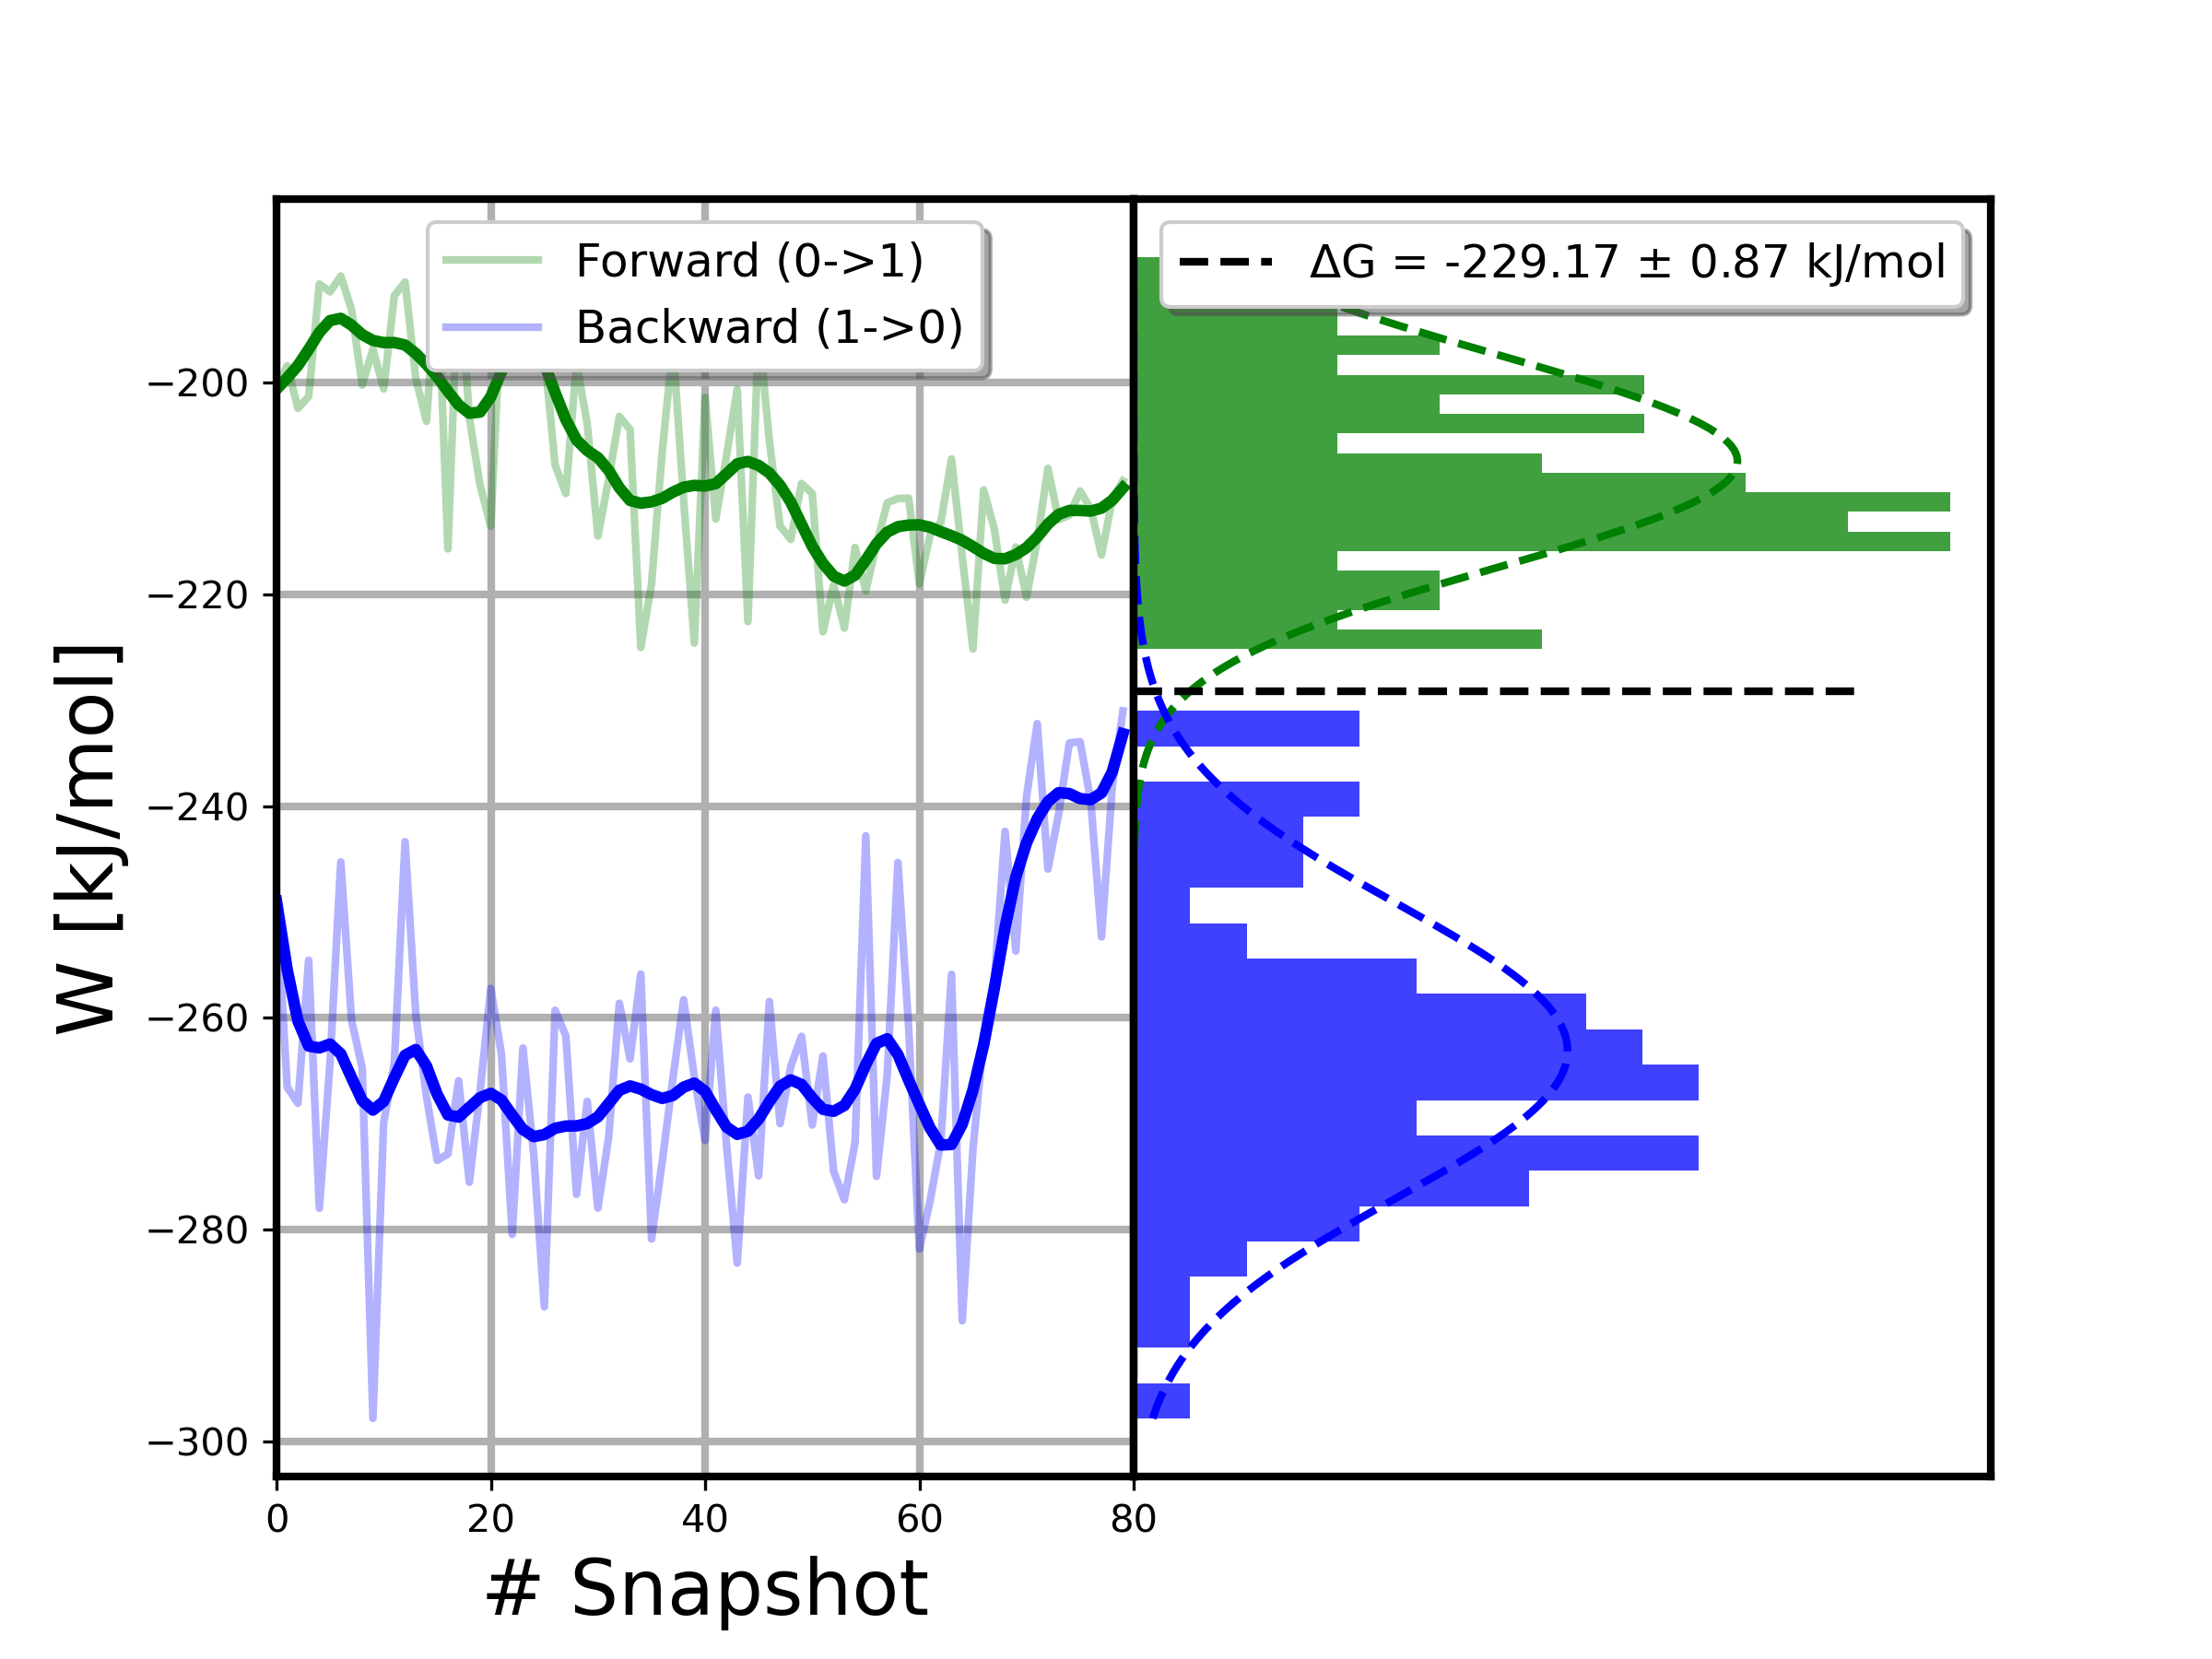 Forward (0->1)
Backward (1->0)
ΔG = -229.17 ± 0.87 kJ/mol
W [kJ/mol]
−200
−220
−240
−260
−280
−300
0 20 40 60 80
# Snapshot